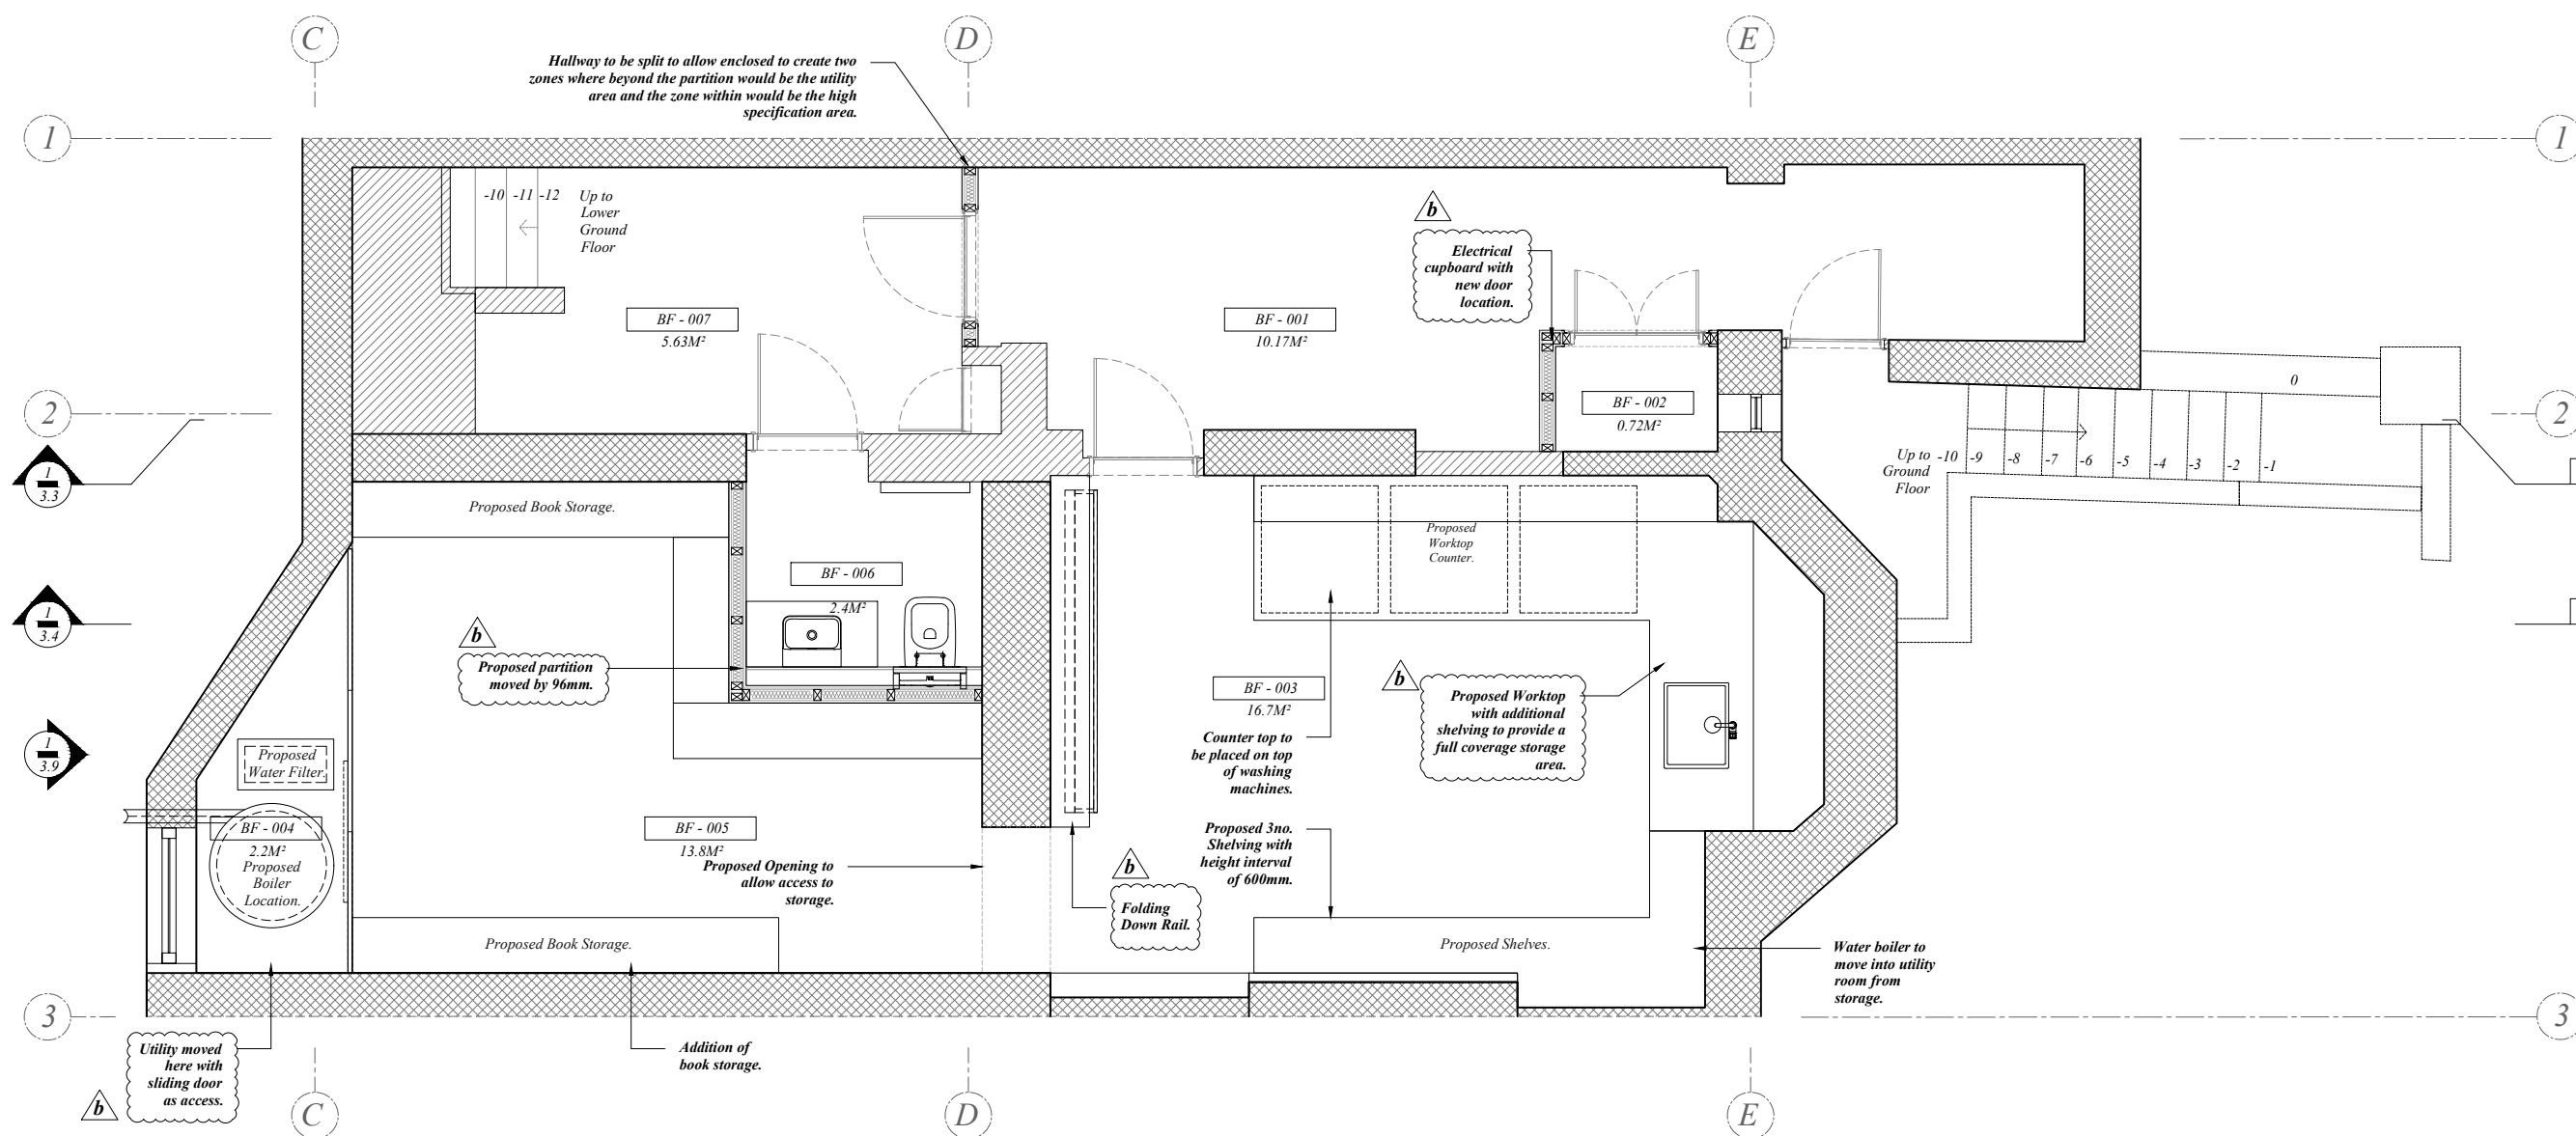 C
D
E
Hallway to be split to allow enclosed to create two
zones where beyond the partition would be the utility
area and the zone within would be the high
specification area.
1
1
-10
-11
-12
Up to
Lower
Ground
Floor
b
Electrical
cupboard with
new door
location.
BF - 007
5.63M²
BF - 001
10.17M²
0
2
2
BF - 002
0.72M²
Up to
Ground
Floor
-10
-9
-8
-7
-6
-5
-4
-3
-2
-1
1
3.3
Proposed Book Storage.
Proposed
Worktop
Counter.
BF - 006
2.4M²
1
3.4
b
Proposed partition
moved by 96mm.
BF - 003
16.7M²
b
Proposed Worktop
with additional
shelving to provide a
full coverage storage
area.
Counter top to
be placed on top
of washing
machines.
1
3.9
Proposed
Water Filter.
BF - 004
2.2M²
Proposed
Boiler
Location.
BF - 005
13.8M²
Proposed Opening to
allow access to
storage.
Proposed 3no.
Shelving with
height interval
of 600mm.
b
Folding
Down Rail.
Proposed Book Storage.
Proposed Shelves.
Water boiler to
move into utility
room from
storage.
3
3
Utility moved
here with
sliding door
as access.
b
Addition of
book storage.
C
D
E